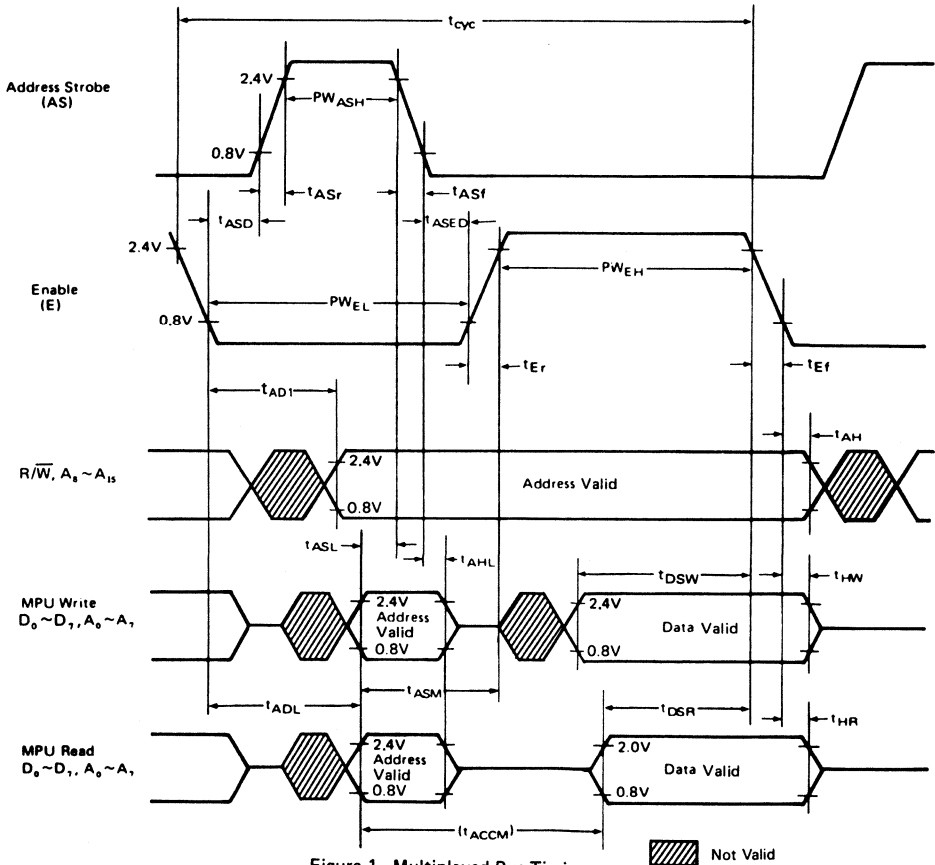 tcyc
Address Strobe
(AS)
2.4V
PWASH
0.8V
tASr
tASf
tASD
tASED
Enable
(E)
2.4V
PWEH
0.8V
PWEL
tEr
tEf
tAD1
tAH
R/W̅, A₈~A₁₅
2.4V
Address Valid
0.8V
tASL
tAHL
tDSW
tHW
MPU Write
D₀~D₇, A₀~A₇
2.4V
Address
Valid
0.8V
2.4V
Data Valid
0.8V
tASM
tADL
tDSR
tHR
MPU Read
D₀~D₇, A₀~A₇
2.4V
Address
Valid
0.8V
2.0V
Data Valid
0.8V
(tACCM)
Not Valid
Figure 1 Multiplexed Bus Timing